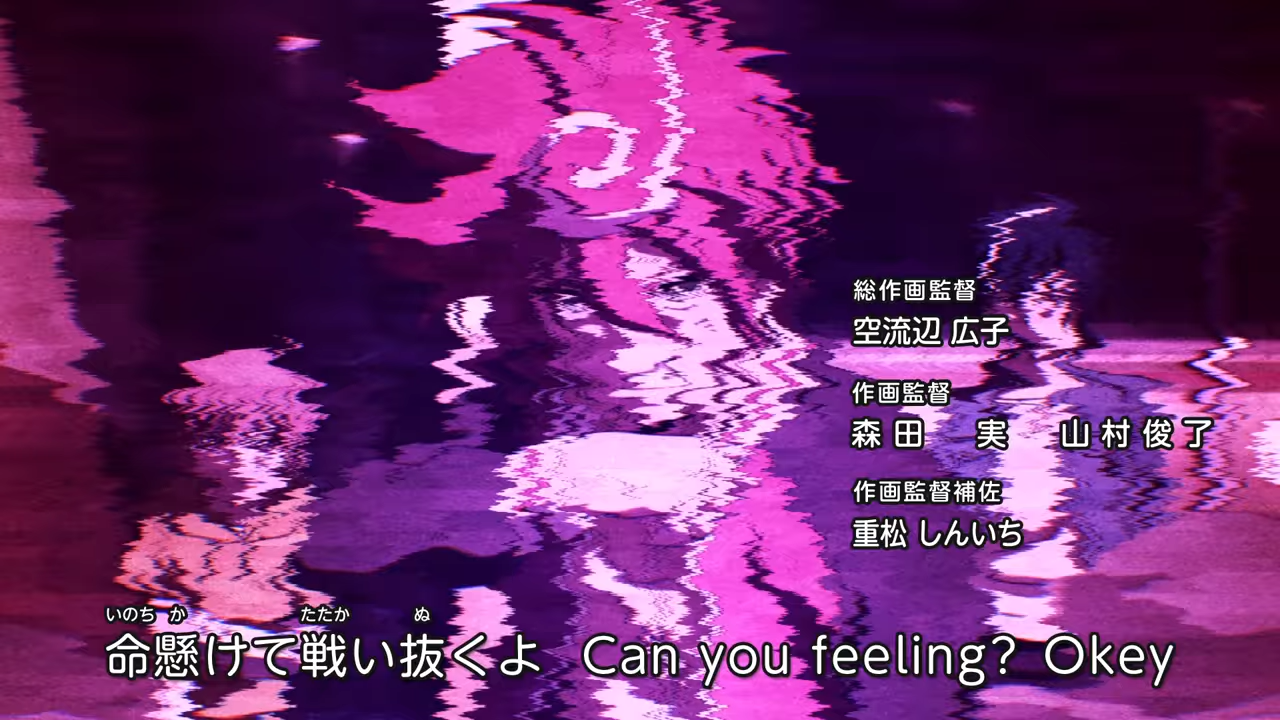 総作画監督
空流辺 広子
作画監督
森田 実 山村俊了
作画監督補佐
重松 しんいち
いのち か たたか ぬ
命懸けて戦い抜くよ Can you feeling? Okey